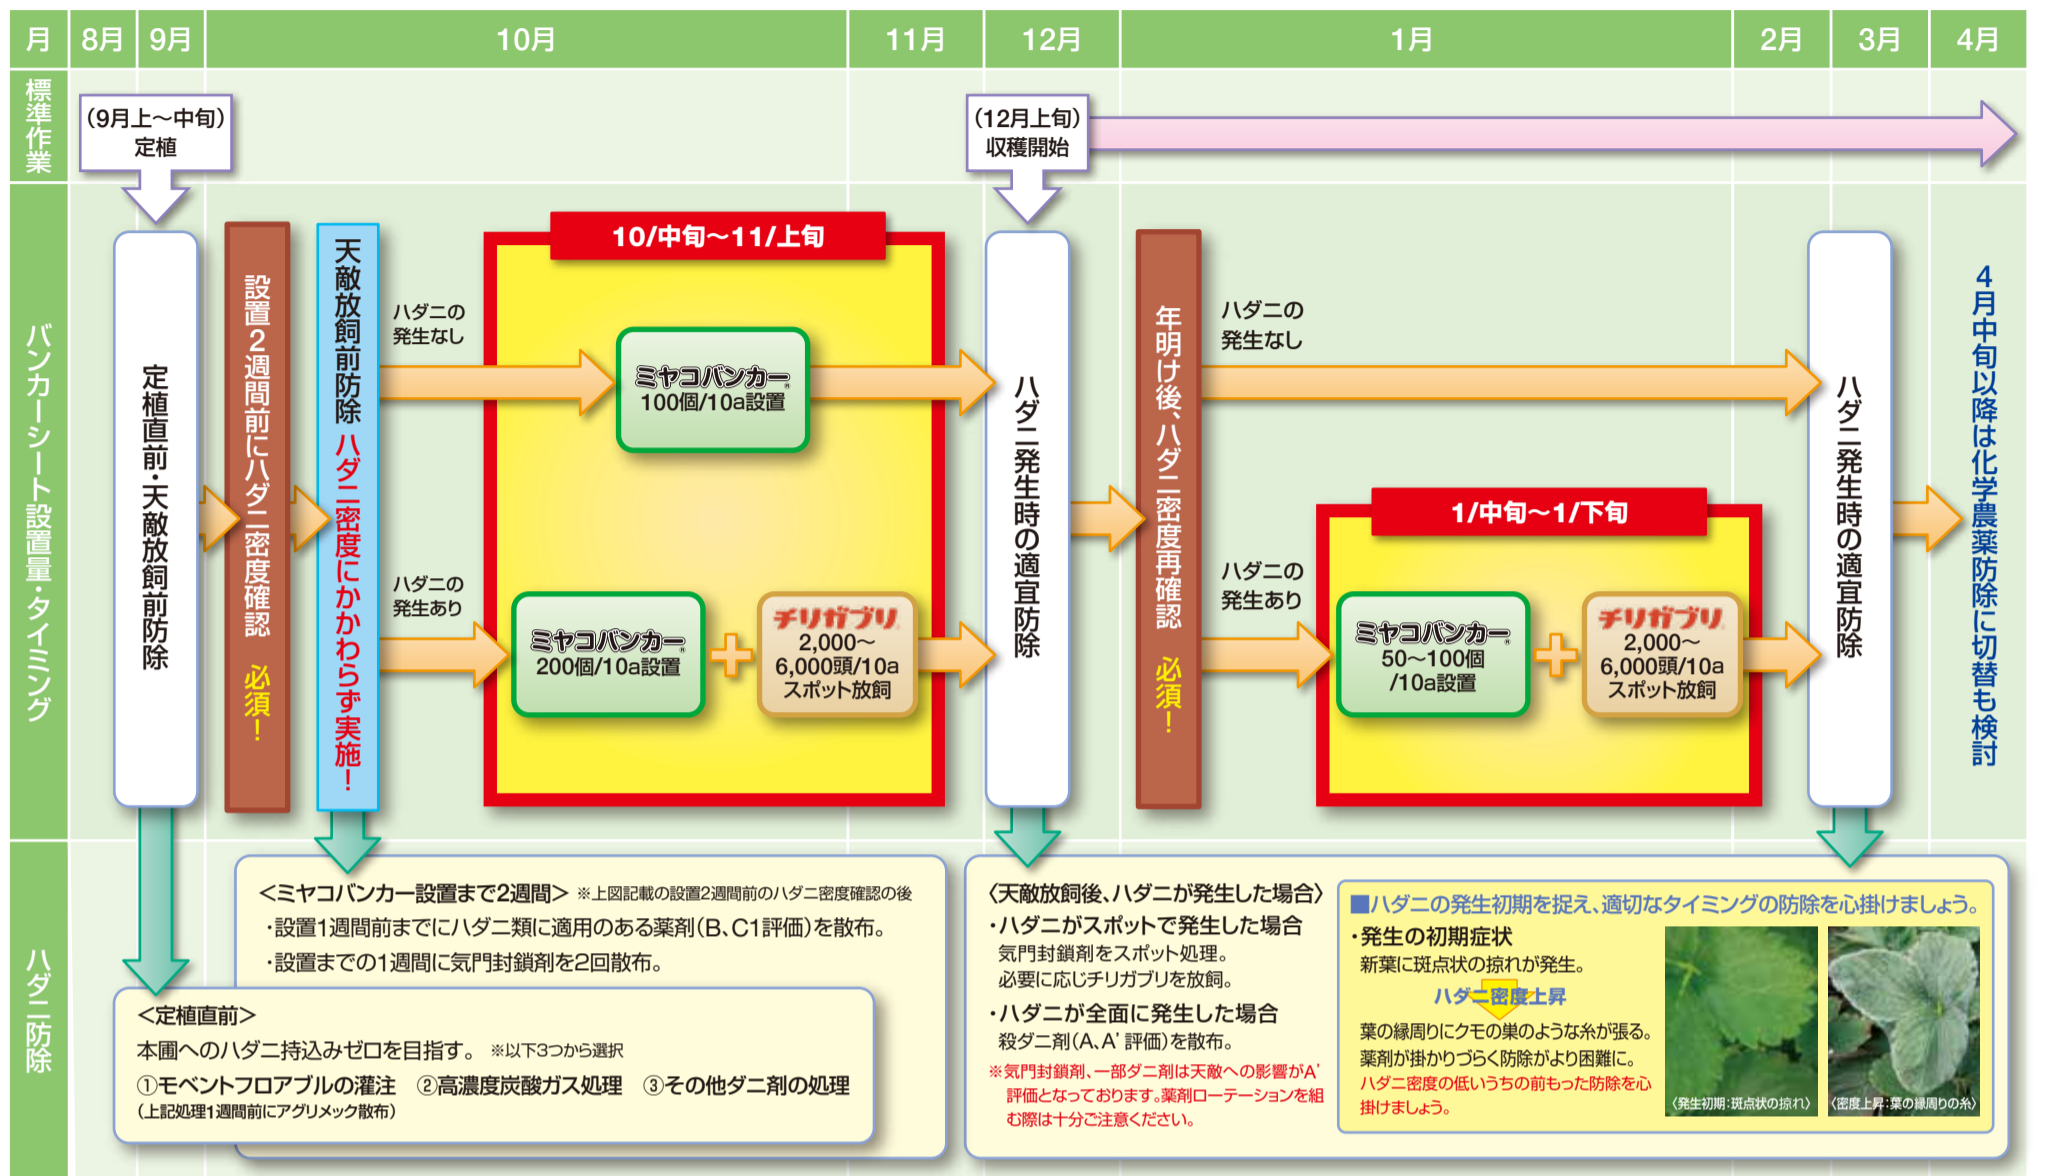 月
8月
9月
10月
11月
12月
1月
2月
3月
4月
標準作業
(9月上～中旬)
定植
(12月上旬)
収穫開始
バンカーシート設置量・タイミング
定植直前・天敵放飼前防除
設置2週間前にハダニ密度確認 必須！
天敵放飼前防除 ハダニ密度にかかわらず実施！
ハダニの
発生なし
ハダニの
発生あり
10/中旬～11/上旬
ミヤコバンカー®
100個/10a設置
ミヤコバンカー®
200個/10a設置
+
チリガブリ®
2,000～
6,000頭/10a
スポット放飼
ハダニ発生時の適宜防除
年明け後、ハダニ密度再確認 必須！
ハダニの
発生なし
ハダニの
発生あり
1/中旬～1/下旬
ミヤコバンカー®
50～100個
/10a設置
+
チリガブリ®
2,000～
6,000頭/10a
スポット放飼
ハダニ発生時の適宜防除
4月中旬以降は化学農薬防除に切替も検討
ハダニ防除
＜ミヤコバンカー設置まで2週間＞ ※上図記載の設置2週間前のハダニ密度確認の後
・設置1週間前までにハダニ類に適用のある薬剤(B、C1評価)を散布。
・設置までの1週間に気門封鎖剤を2回散布。
＜定植直前＞
本圃へのハダニ持込みゼロを目指す。 ※以下3つから選択
①モベントフロアブルの灌注 ②高濃度炭酸ガス処理 ③その他ダニ剤の処理
(上記処理1週間前にアグリメック散布)
〈天敵放飼後、ハダニが発生した場合〉
・ハダニがスポットで発生した場合
気門封鎖剤をスポット処理。
必要に応じチリガブリを放飼。
・ハダニが全面に発生した場合
殺ダニ剤(A、A'評価)を散布。
※気門封鎖剤、一部ダニ剤は天敵への影響がA'
評価となっております。薬剤ローテーションを組
む際は十分ご注意ください。
■ハダニの発生初期を捉え、適切なタイミングの防除を心掛けましょう。
・発生の初期症状
新葉に斑点状の掠れが発生。
ハダニ密度上昇
葉の縁周りにクモの巣のような糸が張る。
薬剤が掛かりづらく防除がより困難に。
ハダニ密度の低いうちの前もった防除を心
掛けましょう。
〈発生初期:斑点状の掠れ〉
〈密度上昇:葉の縁周りの糸〉